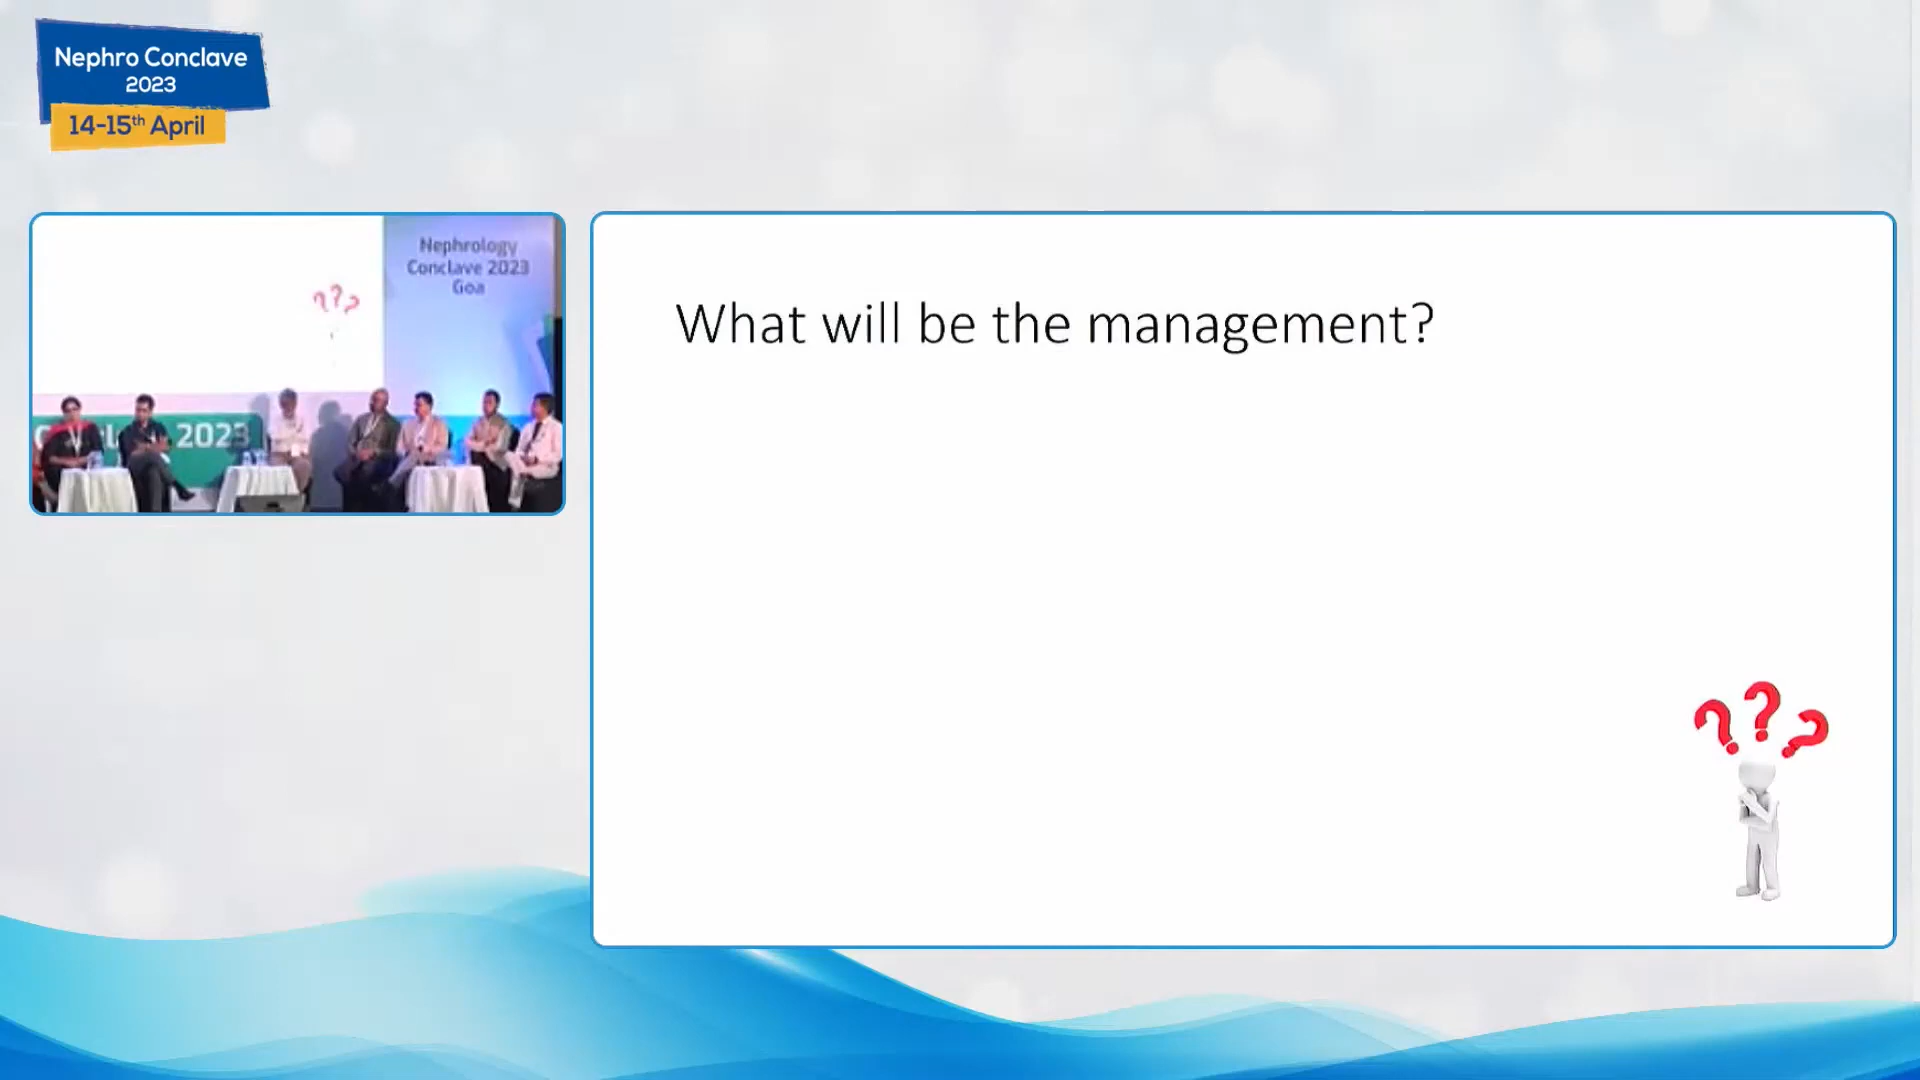 Nephro Conclave
2023
14-15th April
Nephrology
Conclave 2023
Goa
2023
What will be the management?
???